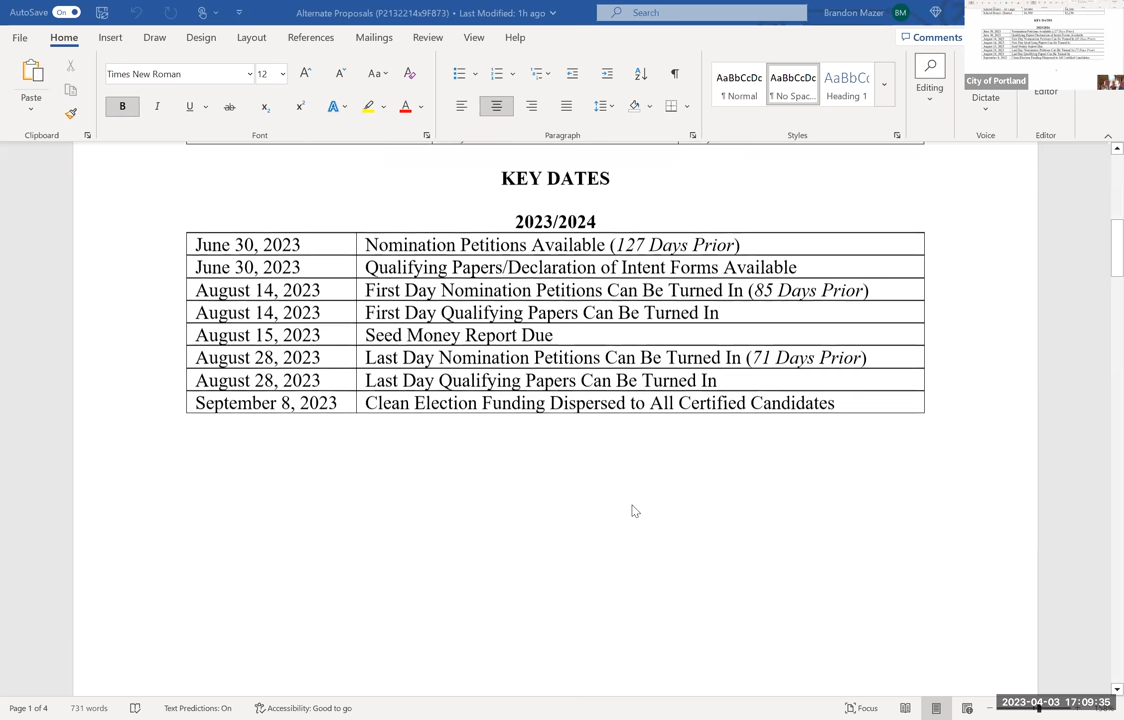 AutoSave On Alternate Proposals (P2132214x9F873) • Last Modified: 1h ago Search Brandon Mazer BM
File Home Insert Draw Design Layout References Mailings Review View Help Comments
City of Portland
Paste
Times New Roman 12 Aa A
B I U ab x₂ x² A A
AaBbCcDc AaBbCcDc AaBbCc
¶ Normal ¶ No Spac... Heading 1
Editing
Dictate
Editor
Clipboard Font Paragraph Styles Voice Editor
KEY DATES
2023/2024
June 30, 2023 Nomination Petitions Available (127 Days Prior)
June 30, 2023 Qualifying Papers/Declaration of Intent Forms Available
August 14, 2023 First Day Nomination Petitions Can Be Turned In (85 Days Prior)
August 14, 2023 First Day Qualifying Papers Can Be Turned In
August 15, 2023 Seed Money Report Due
August 28, 2023 Last Day Nomination Petitions Can Be Turned In (71 Days Prior)
August 28, 2023 Last Day Qualifying Papers Can Be Turned In
September 8, 2023 Clean Election Funding Dispersed to All Certified Candidates
Page 1 of 4 731 words Text Predictions: On Accessibility: Good to go Focus
2023-04-03 17:09:35